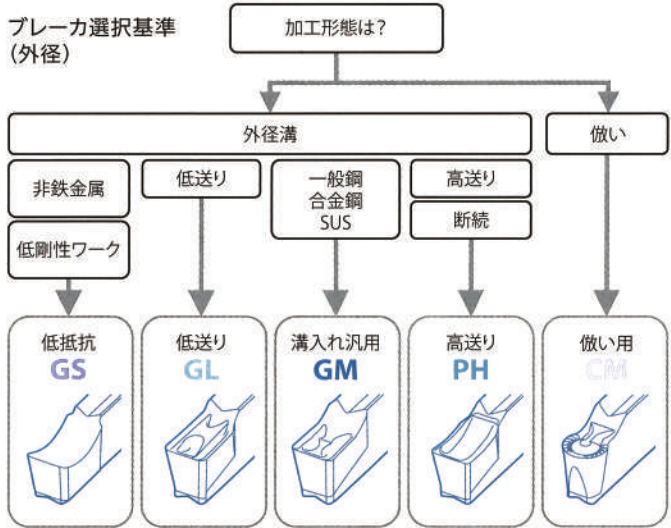 ブレーカ選択基準
(外径)
加工形態は?
外径溝
倣い
非鉄金属
低剛性ワーク
低送り
一般鋼
合金鋼
SUS
高送り
断続
低抵抗
GS
低送り
GL
溝入れ汎用
GM
高送り
PH
倣い用
CM